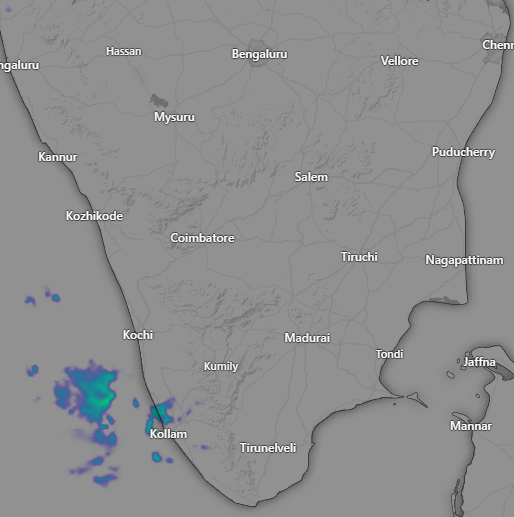 Hassan
Bengaluru
Chenn
ngaluru
Vellore
Mysuru
Kannur
Puducherry
Salem
Kozhikode
Coimbatore
Tiruchi
Nagapattinam
Kochi
Madurai
Tondi
Kumily
Jaffna
Kollam
Mannar
Tirunelveli